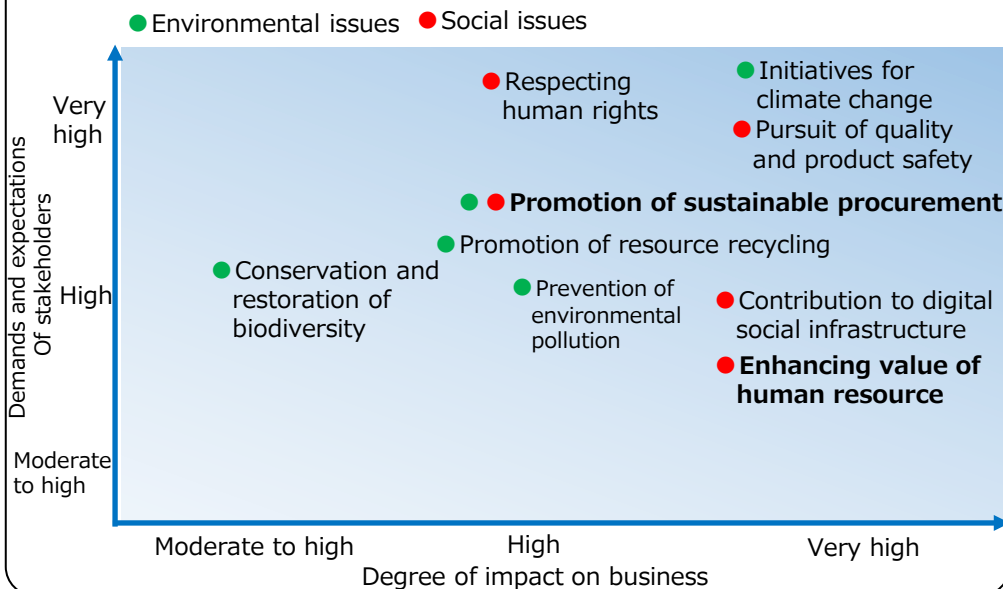 Environmental issues
Social issues
Demands and expectations
Of stakeholders
Very
high
High
Moderate
to high
Respecting
human rights
Initiatives for
climate change
Pursuit of quality
and product safety
Promotion of sustainable procurement
Promotion of resource recycling
Conservation and
restoration of
biodiversity
Prevention of
environmental
pollution
Contribution to digital
social infrastructure
Enhancing value of
human resource
Moderate to high
High
Very high
Degree of impact on business